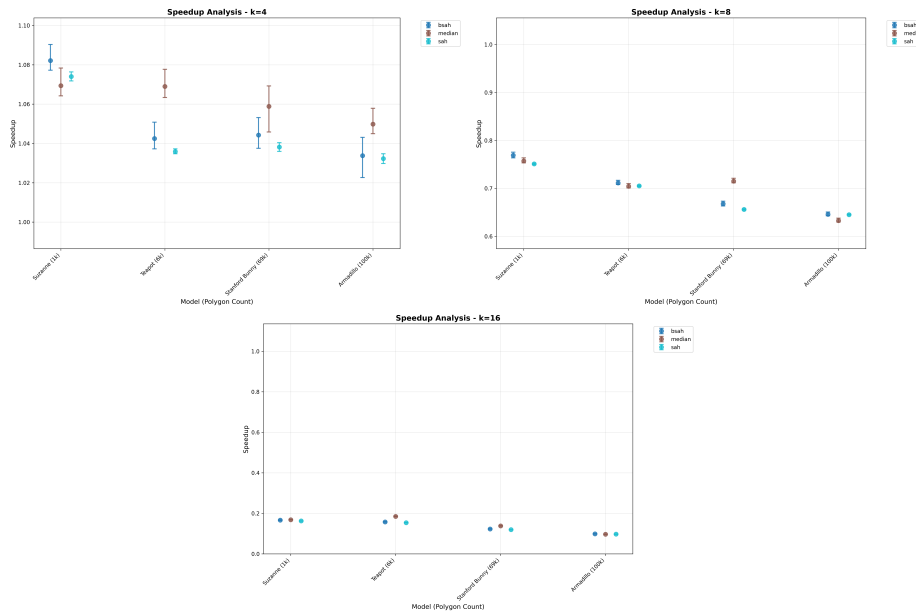 Speedup Analysis - k=4
1.10
1.08
1.06
1.04
1.02
1.00
Speedup
Suzanne (1k)
Teapot (6k)
Stanford Bunny (69k)
Armadillo (100k)
Model (Polygon Count)
bsah
median
sah
Speedup Analysis - k=8
1.0
0.9
0.8
0.7
0.6
Speedup
Suzanne (1k)
Teapot (6k)
Stanford Bunny (69k)
Armadillo (100k)
Model (Polygon Count)
bsah
med
sah
Speedup Analysis - k=16
1.0
0.8
0.6
0.4
0.2
0.0
Speedup
Suzanne (1k)
Teapot (6k)
Stanford Bunny (69k)
Armadillo (100k)
Model (Polygon Count)
bsah
median
sah